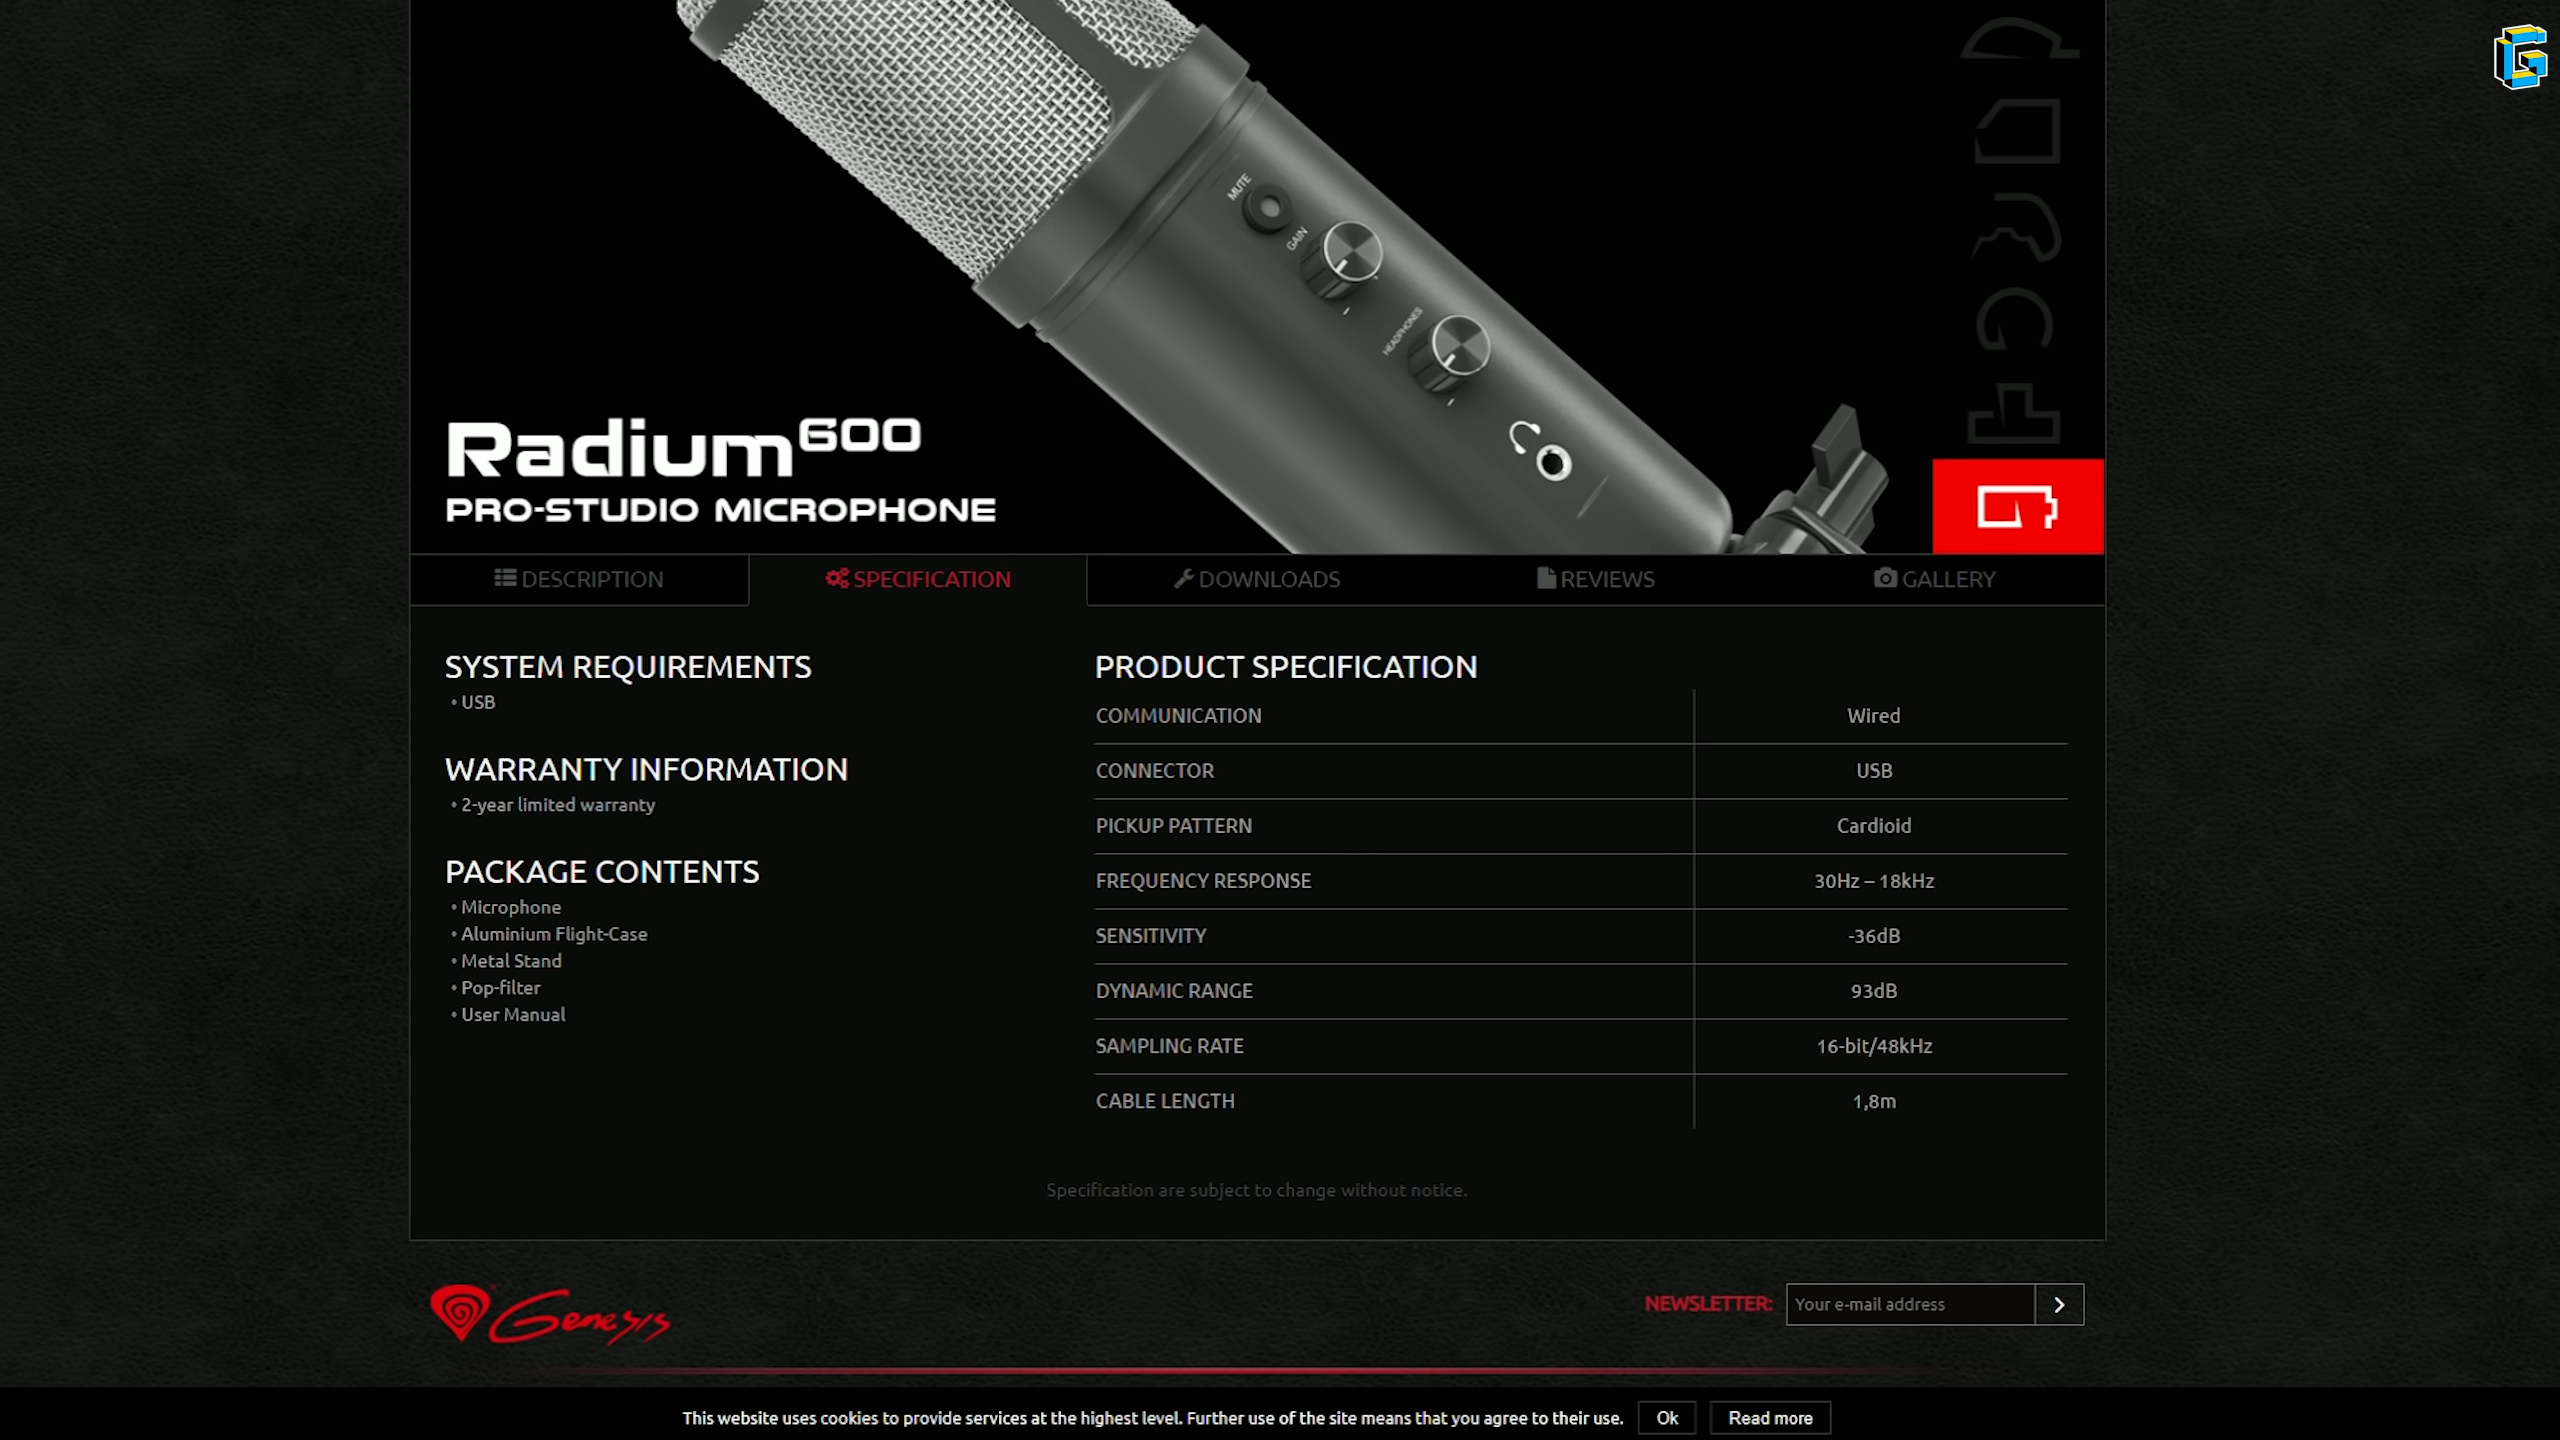 MUTE
GAIN
HEADPHONES
Radium600
PRO-STUDIO MICROPHONE
DESCRIPTION
SPECIFICATION
DOWNLOADS
REVIEWS
GALLERY
SYSTEM REQUIREMENTS
• USB
WARRANTY INFORMATION
• 2-year limited warranty
PACKAGE CONTENTS
• Microphone
• Aluminium Flight-Case
• Metal Stand
• Pop-filter
• User Manual
PRODUCT SPECIFICATION
COMMUNICATION Wired
CONNECTOR USB
PICKUP PATTERN Cardioid
FREQUENCY RESPONSE 30Hz – 18kHz
SENSITIVITY -36dB
DYNAMIC RANGE 93dB
SAMPLING RATE 16-bit/48kHz
CABLE LENGTH 1,8m
Specification are subject to change without notice.
Genesis
NEWSLETTER: Your e-mail address
This website uses cookies to provide services at the highest level. Further use of the site means that you agree to their use. Ok Read more